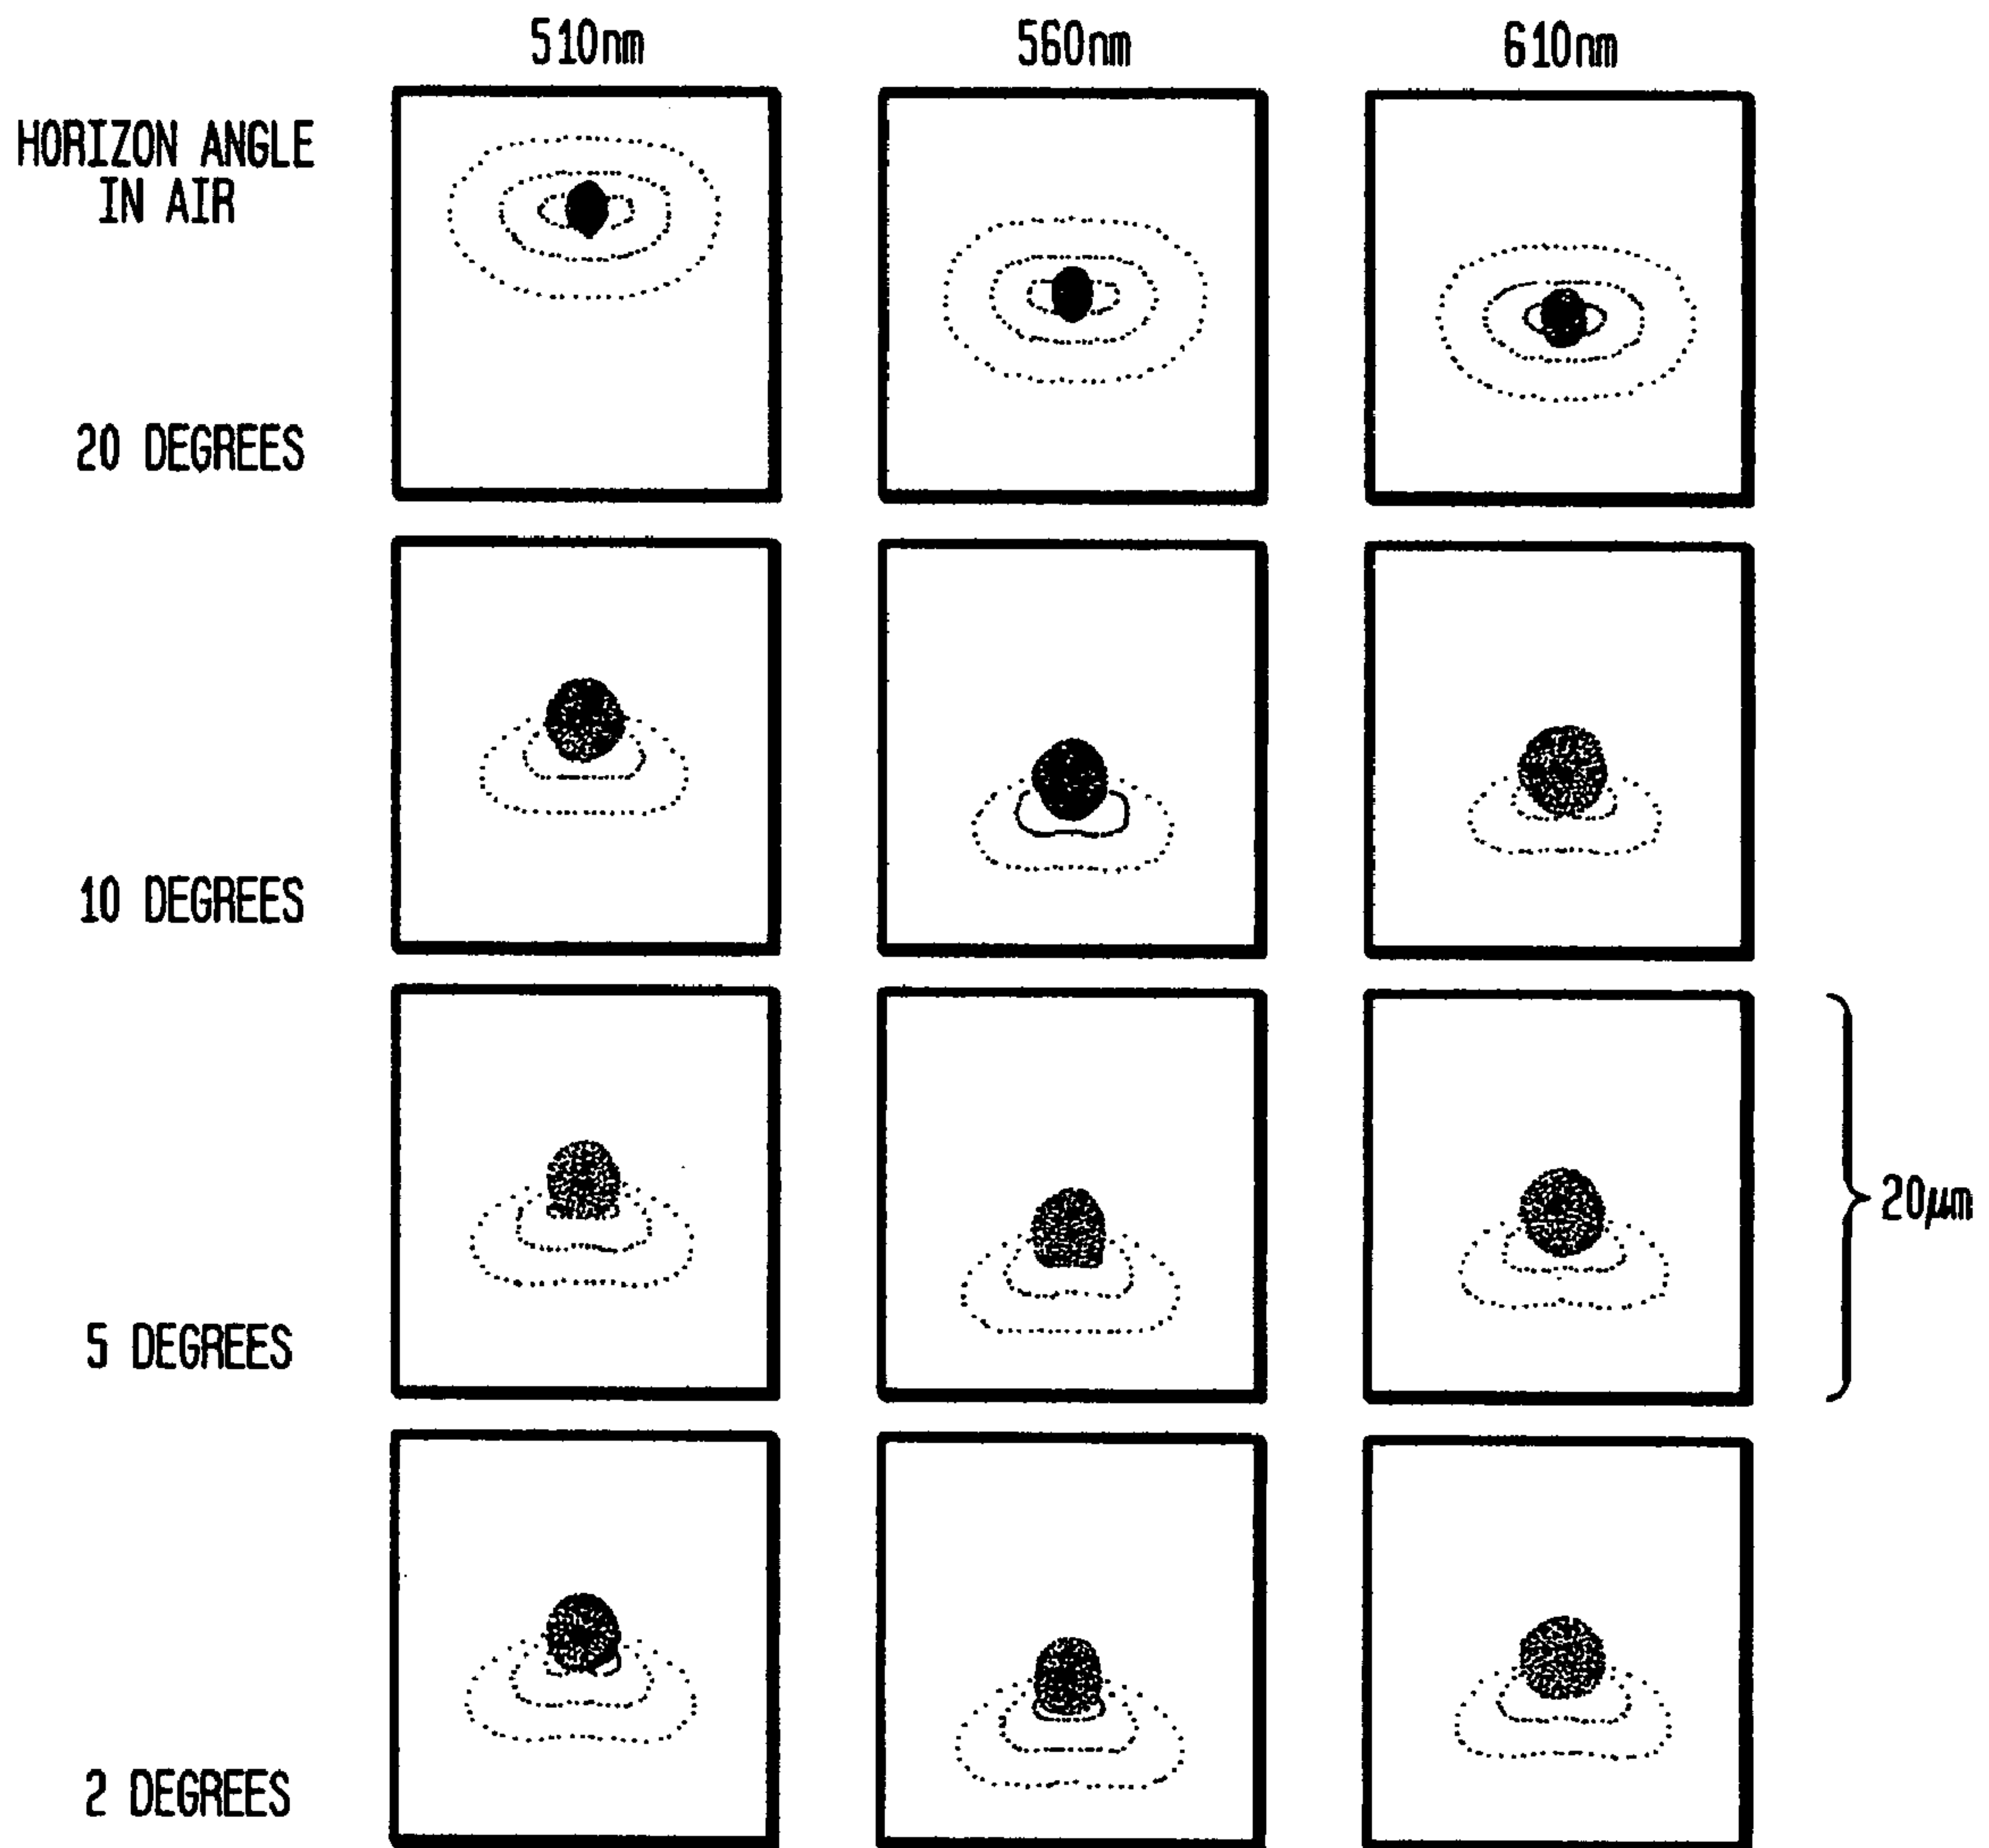 510nm 560nm 610nm
HORIZON ANGLE
IN AIR
20 DEGREES
10 DEGREES
5 DEGREES
20μm
2 DEGREES